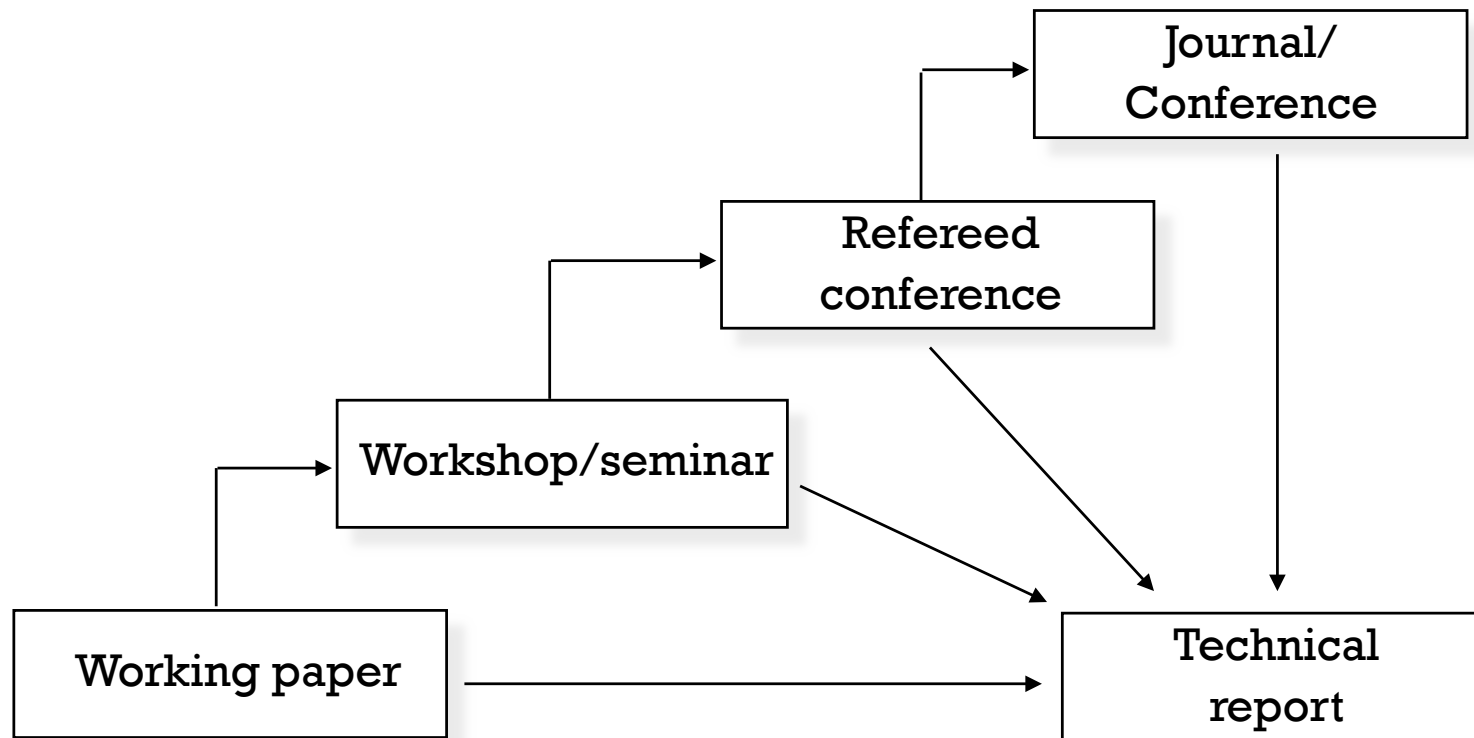 Journal/
Conference
Refereed
conference
Workshop/seminar
Working paper
Technical
report